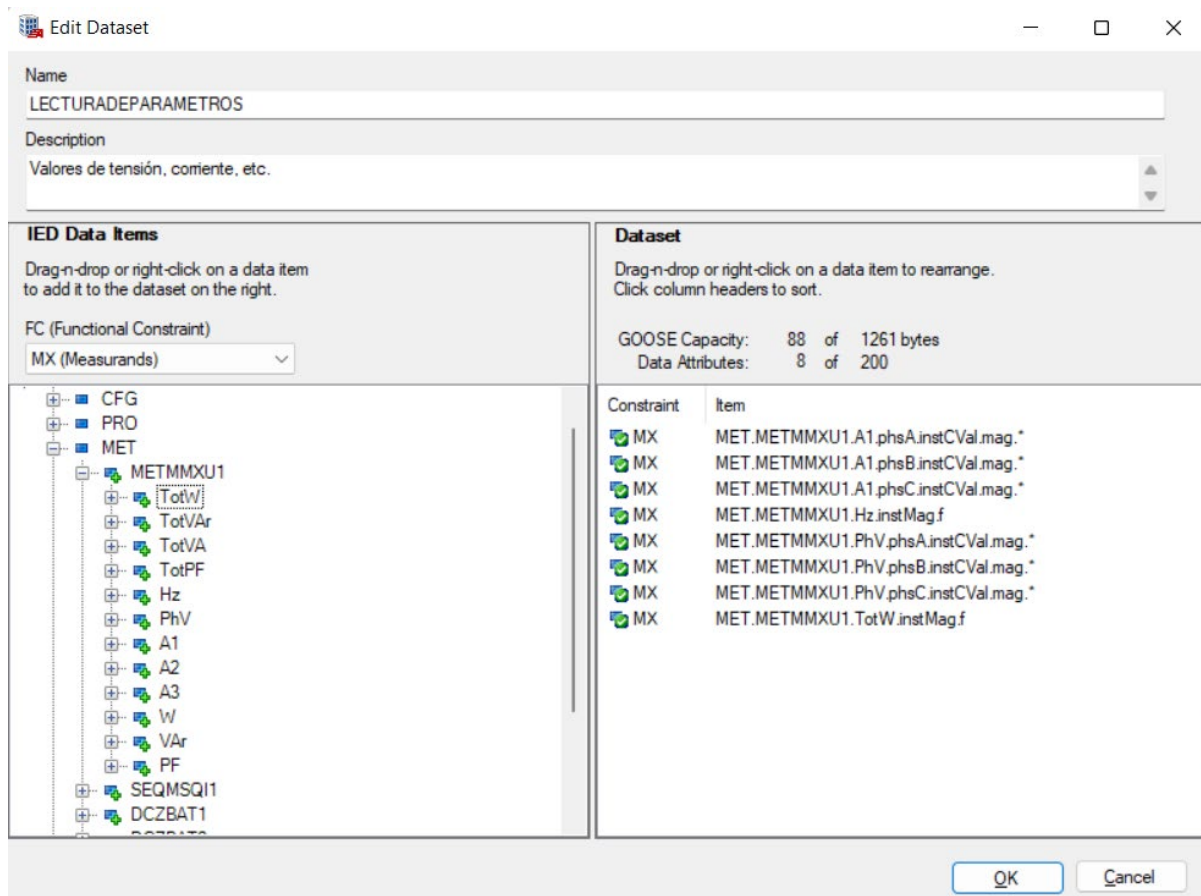 Edit Dataset
Name
LECTURADEPARAMETROS
Description
Valores de tensión, corriente, etc.
IED Data Items
Drag-n-drop or right-click on a data item
to add it to the dataset on the right.
FC (Functional Constraint)
MX (Measurands)
CFG
PRO
MET
METMMXU1
TotW
TotVAr
TotVA
TotPF
Hz
PhV
A1
A2
A3
W
VAr
PF
SEQMSQI1
DCZBAT1
Dataset
Drag-n-drop or right-click on a data item to rearrange.
Click column headers to sort.
GOOSE Capacity: 88 of 1261 bytes
Data Attributes: 8 of 200
Constraint Item
MX MET.METMMXU1.A1.phsA.instCVal.mag.*
MX MET.METMMXU1.A1.phsB.instCVal.mag.*
MX MET.METMMXU1.A1.phsC.instCVal.mag.*
MX MET.METMMXU1.Hz.instMag.f
MX MET.METMMXU1.PhV.phsA.instCVal.mag.*
MX MET.METMMXU1.PhV.phsB.instCVal.mag.*
MX MET.METMMXU1.PhV.phsC.instCVal.mag.*
MX MET.METMMXU1.TotW.instMag.f
OK Cancel